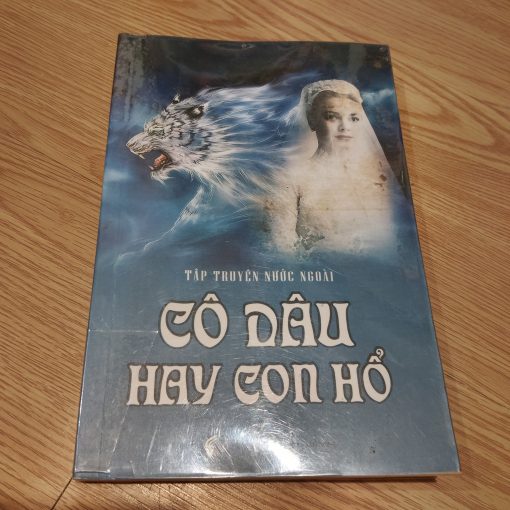 TẬP TRUYỆN NƯỚC NGOÀI
CÔ DÂU
HAY CON HỔ